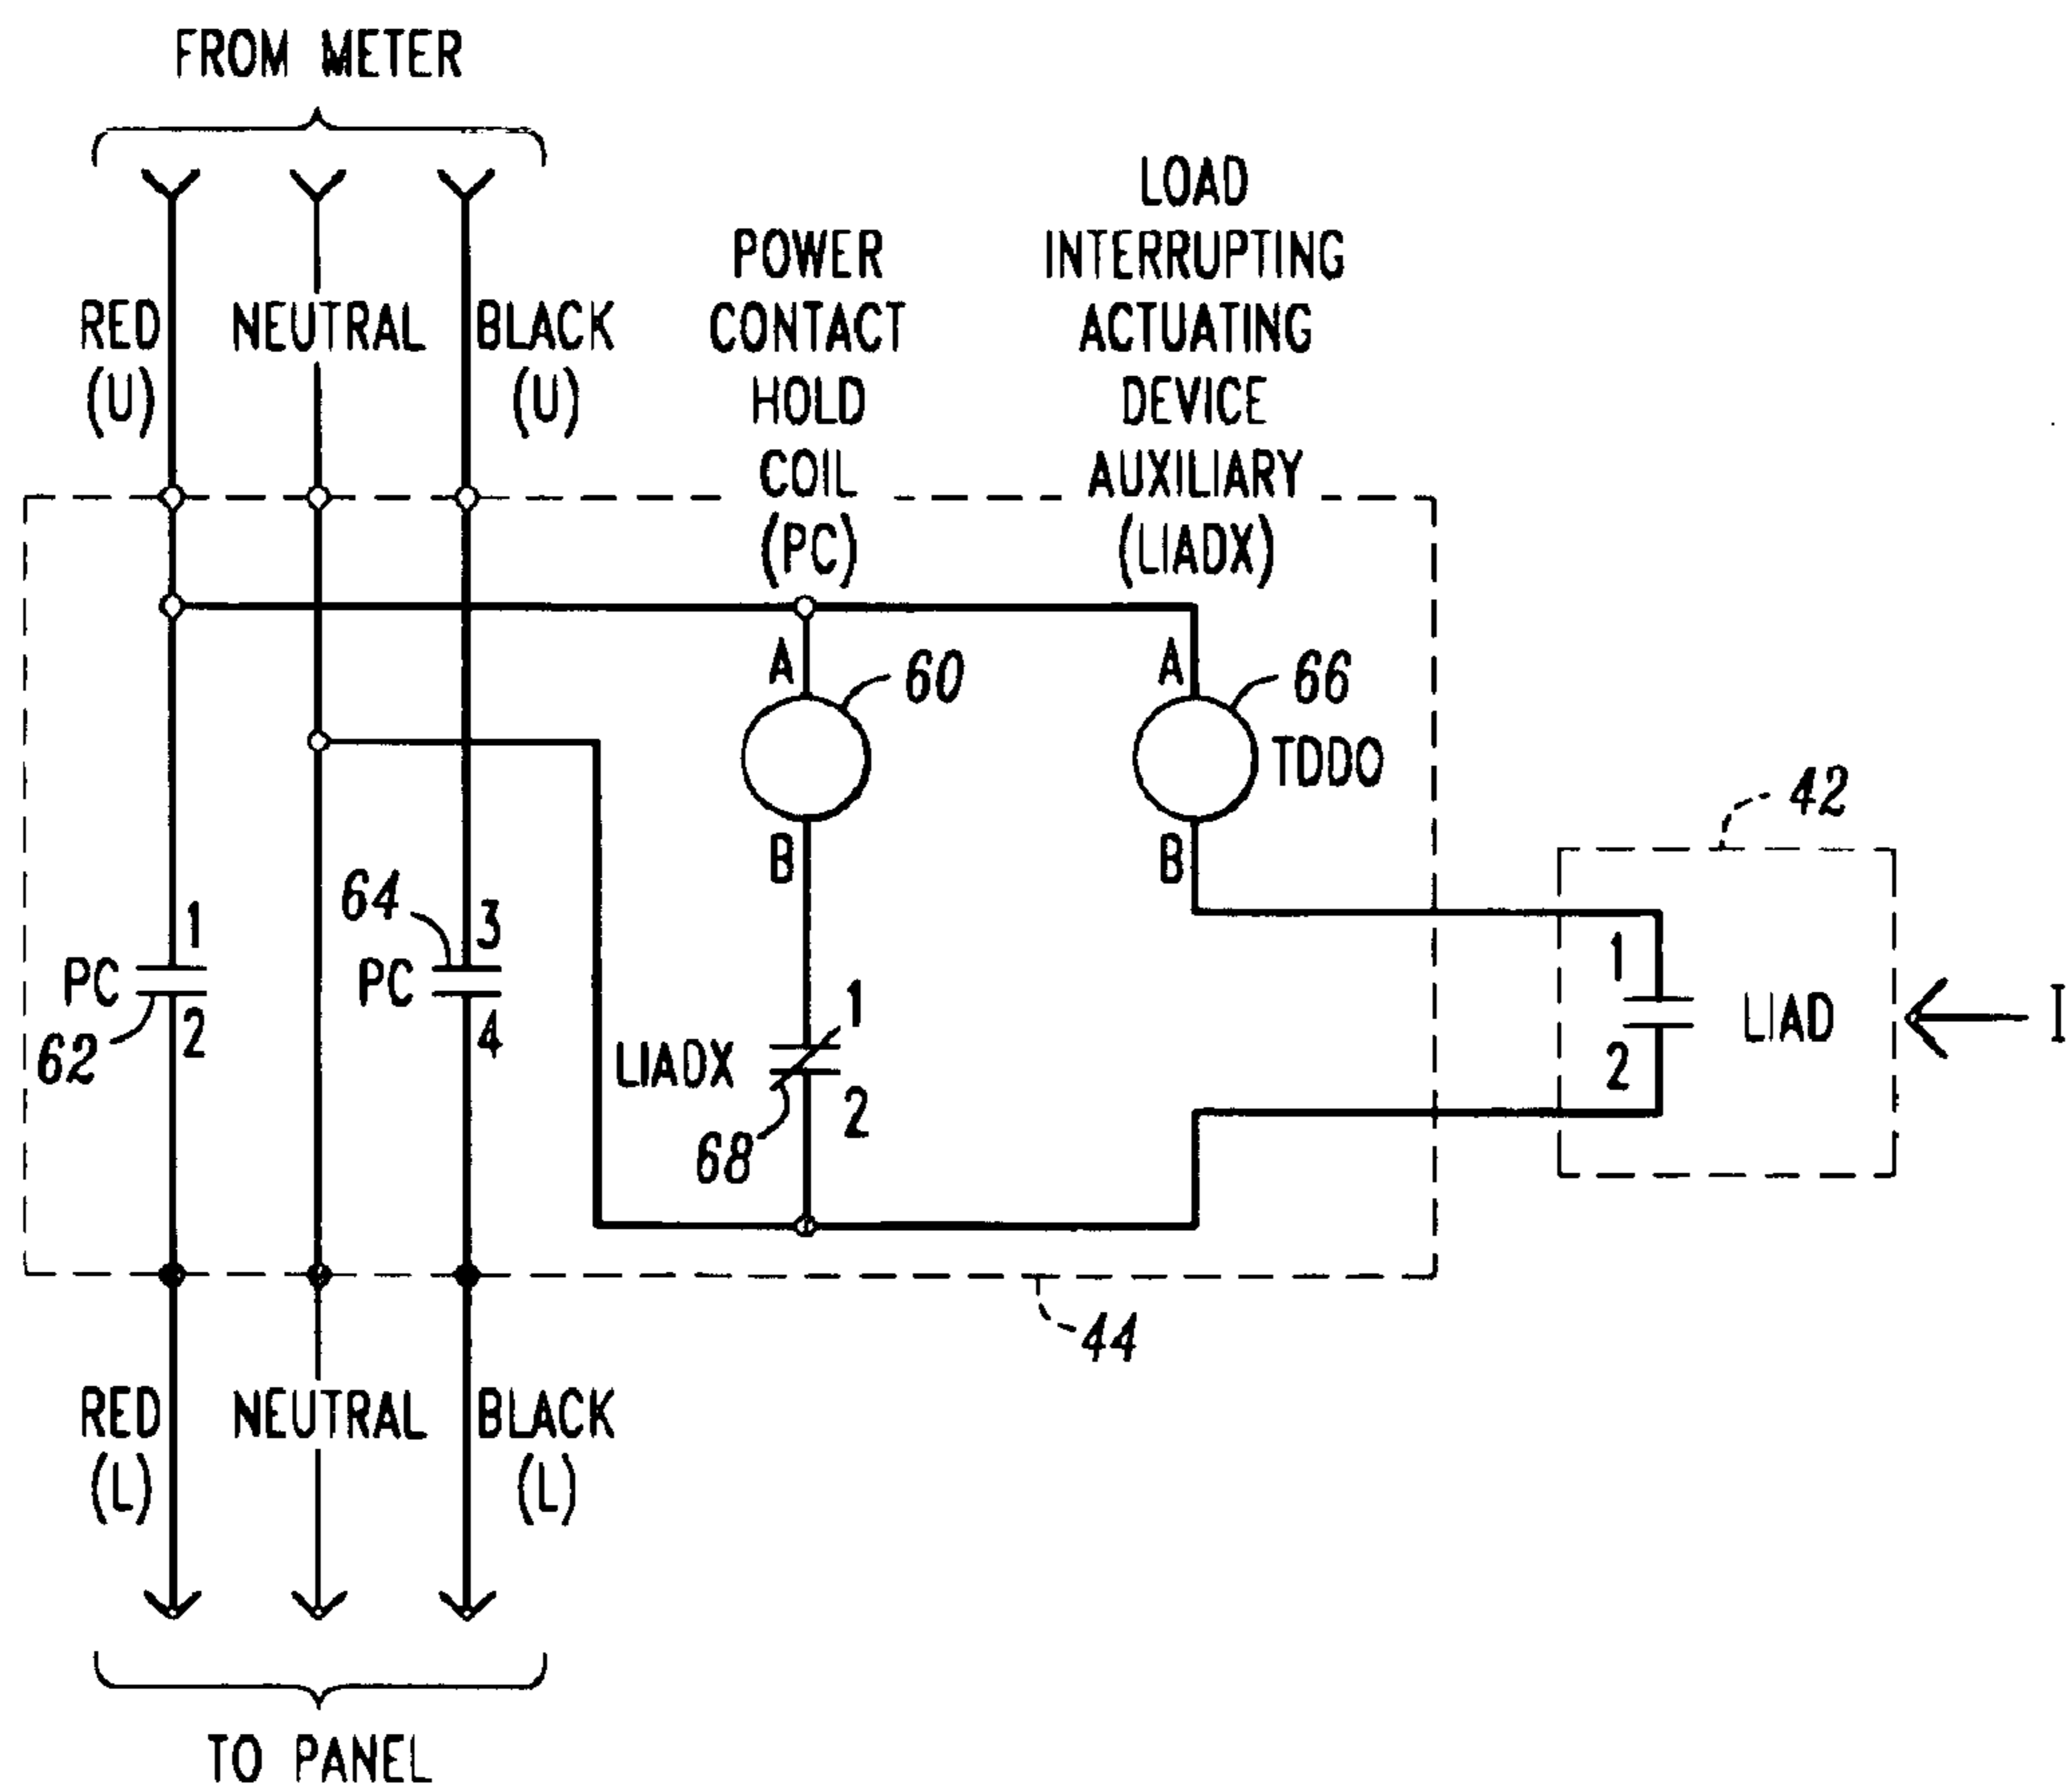 FROM METER
LOAD
INTERRUPTING
ACTUATING
DEVICE
AUXILIARY
(LIADX)
POWER
CONTACT
HOLD
COIL
(PC)
RED
(U)
NEUTRAL
BLACK
(U)
A
60
A
66
TDDO
B
B
42
64
1
3
PC
PC
2
4
62
LIADX
1
2
68
1
LIAD
I
2
44
RED
(L)
NEUTRAL
BLACK
(L)
TO PANEL